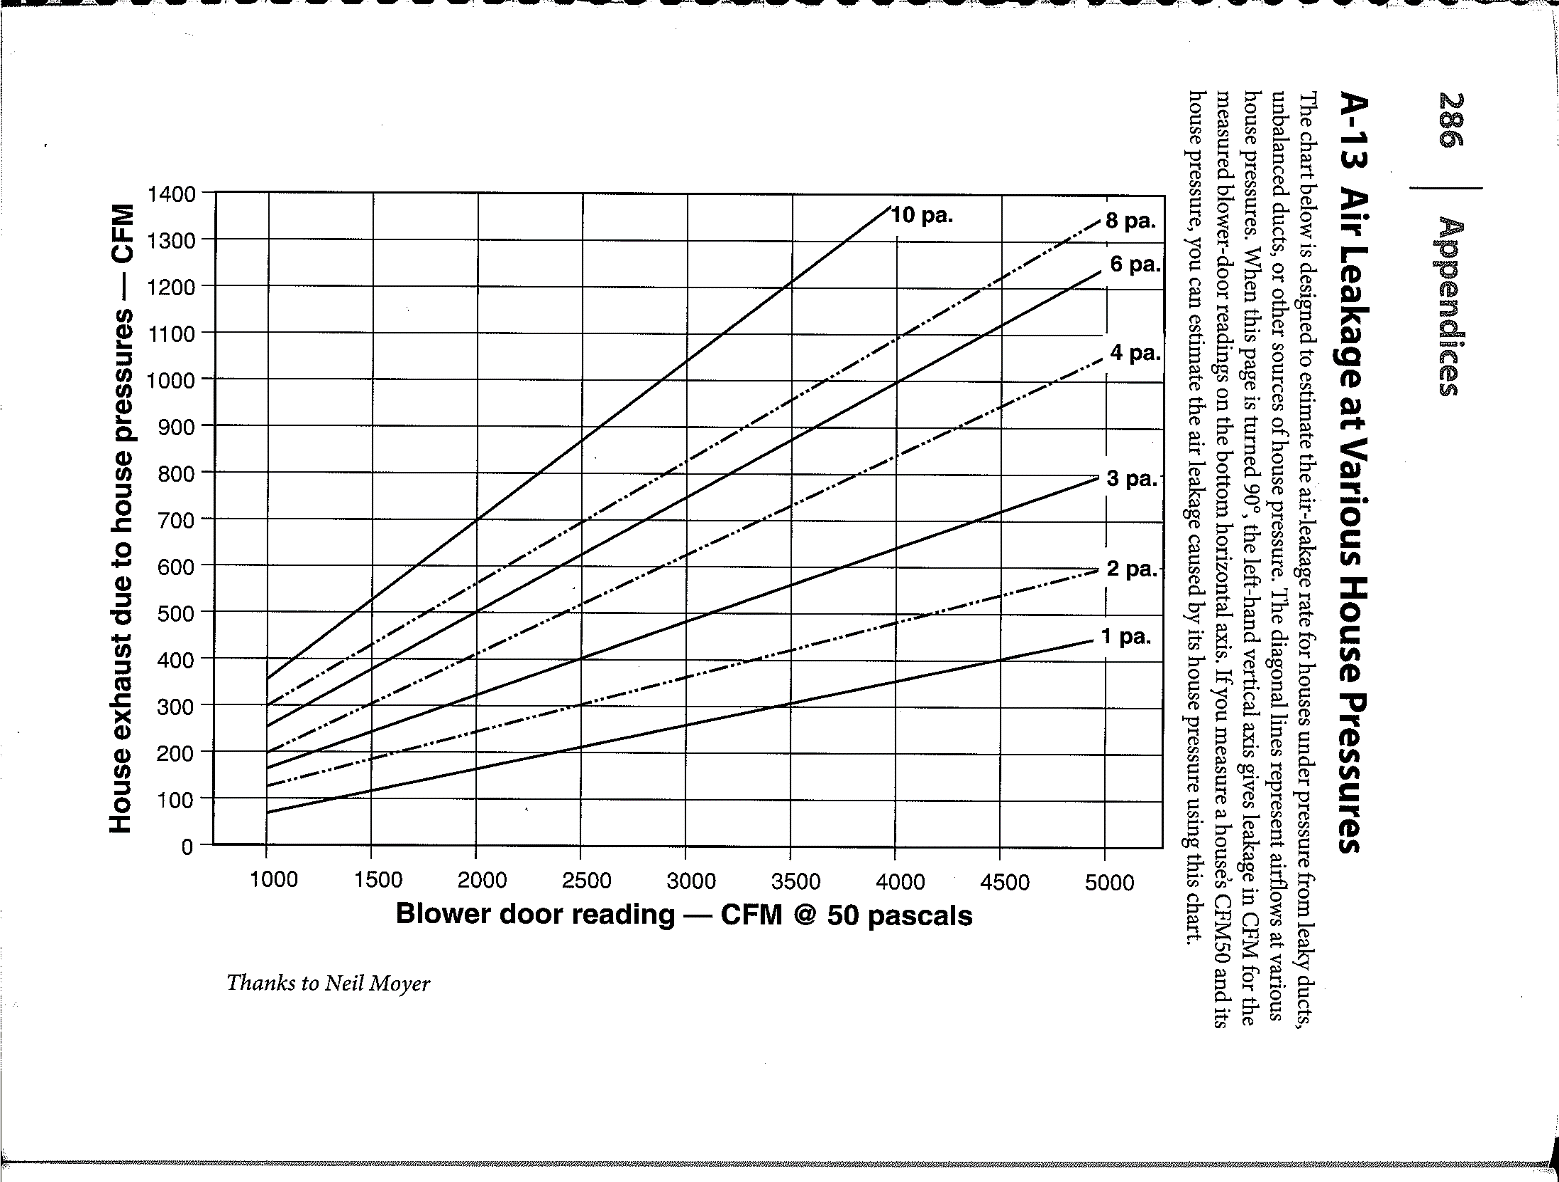 286 | Appendices
A-13 Air Leakage at Various House Pressures
The chart below is designed to estimate the air-leakage rate for houses under pressure from leaky ducts,
unbalanced ducts, or other sources of house pressure. The diagonal lines represent airflows at various
house pressures. When this page is turned 90°, the left-hand vertical axis gives leakage in CFM for the
measured blower-door readings on the bottom horizontal axis. If you measure a house's CFM50 and its
house pressure, you can estimate the air leakage caused by its house pressure using this chart.
House exhaust due to house pressures — CFM
1400
1300
1200
1100
1000
900
800
700
600
500
400
300
200
100
0
10 pa.
8 pa.
6 pa.
4 pa.
3 pa.
2 pa.
1 pa.
1000 1500 2000 2500 3000 3500 4000 4500 5000
Blower door reading — CFM @ 50 pascals
Thanks to Neil Moyer